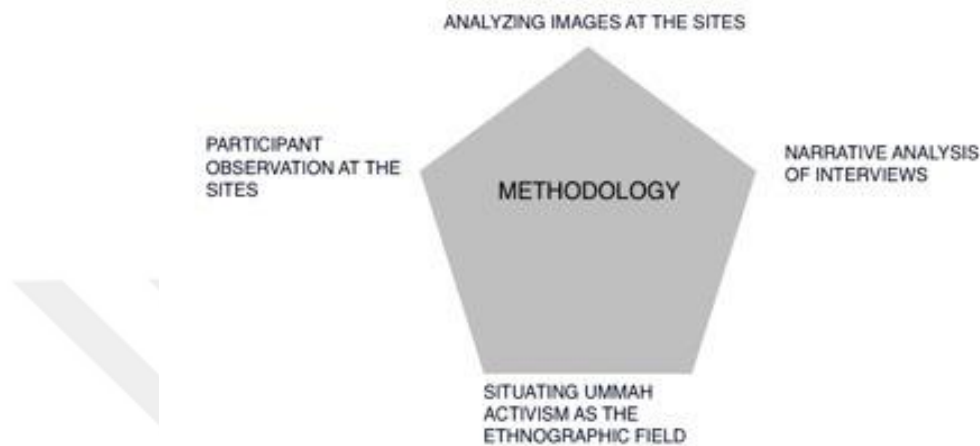 ANALYZING IMAGES AT THE SITES
PARTICIPANT
OBSERVATION AT THE
SITES
NARRATIVE ANALYSIS
OF INTERVIEWS
METHODOLOGY
SITUATING UMMAH
ACTIVISM AS THE
ETHNOGRAPHIC FIELD